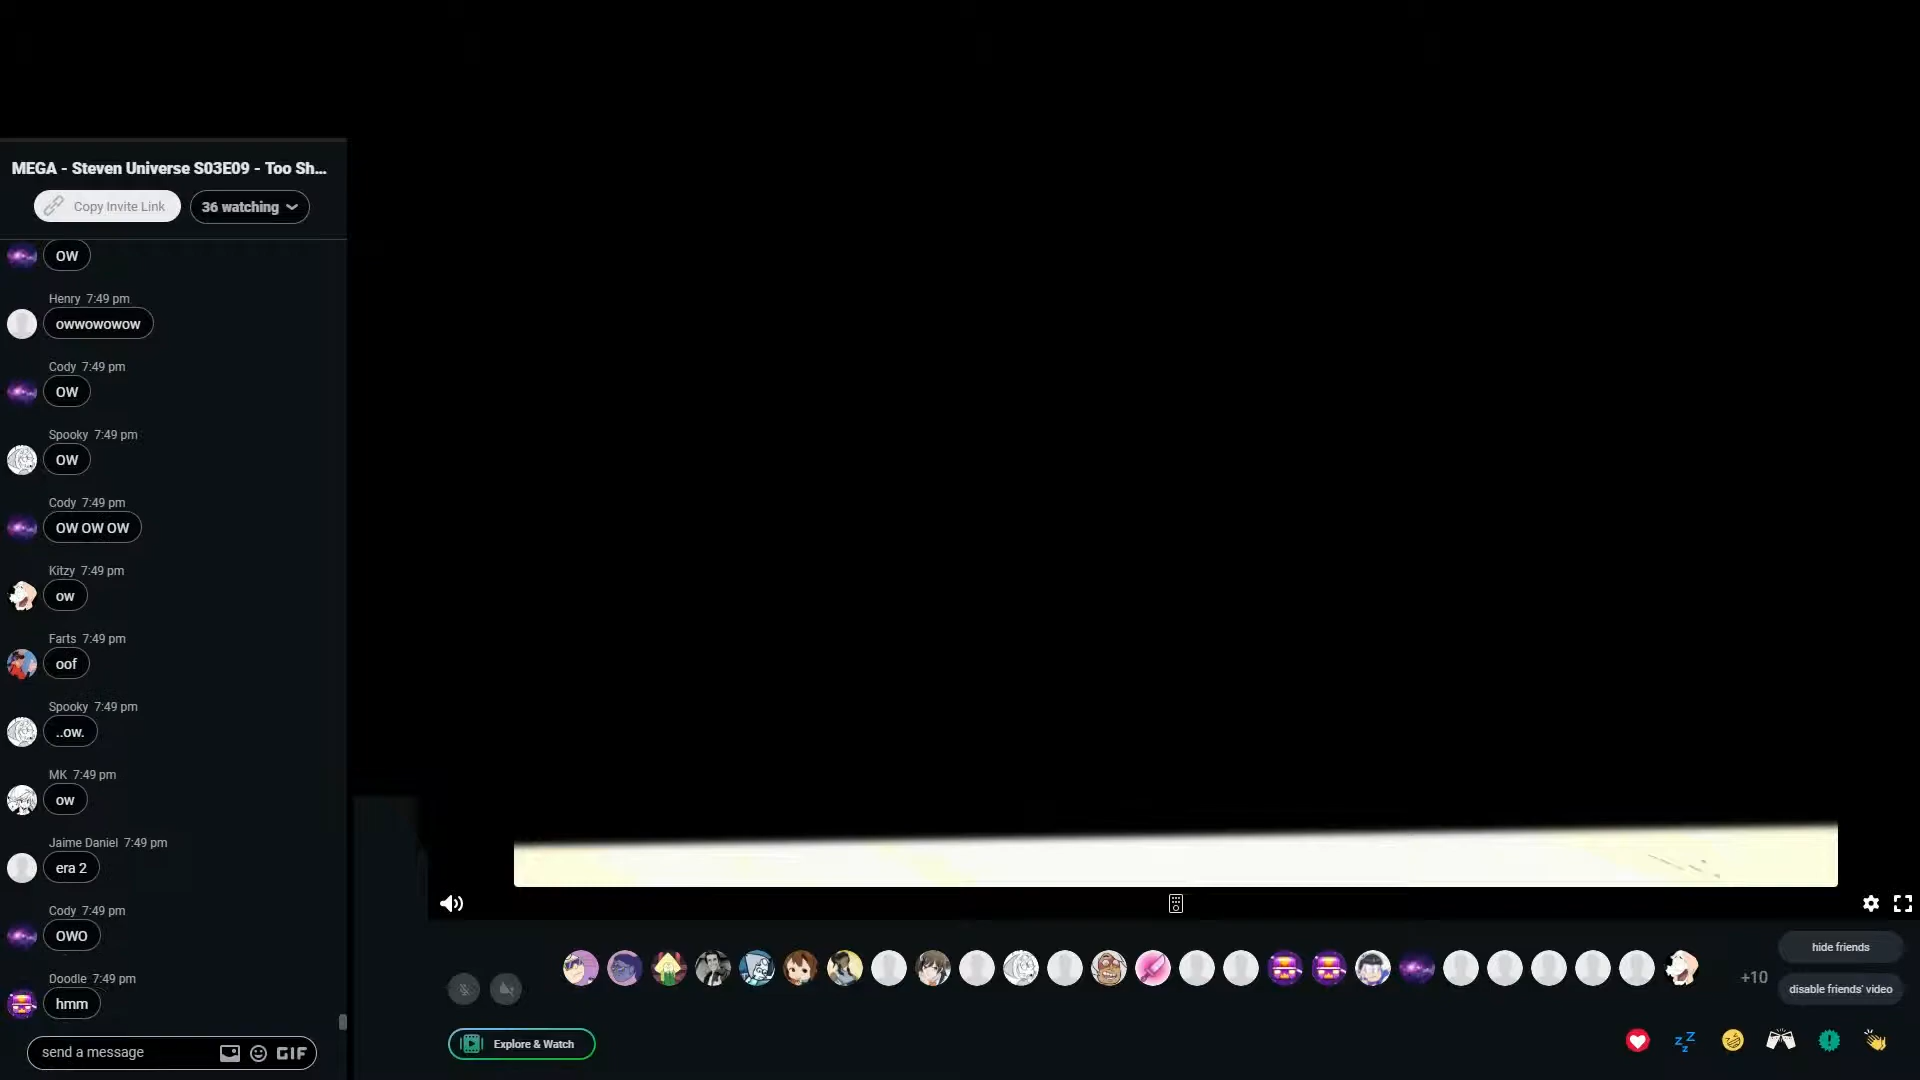 MEGA - Steven Universe S03E09 - Too Sh...
Copy Invite Link
36 watching
OW
Henry 7:49 pm
owwowowow
Cody 7:49 pm
OW
Spooky 7:49 pm
OW
Cody 7:49 pm
OW OW OW
Kitzy 7:49 pm
ow
Farts 7:49 pm
oof
Spooky 7:49 pm
..ow.
MK 7:49 pm
ow
Jaime Daniel 7:49 pm
era 2
Cody 7:49 pm
OWO
Doodle 7:49 pm
hmm
send a message
GIF
+10
hide friends
disable friends' video
Explore & Watch
z z Z